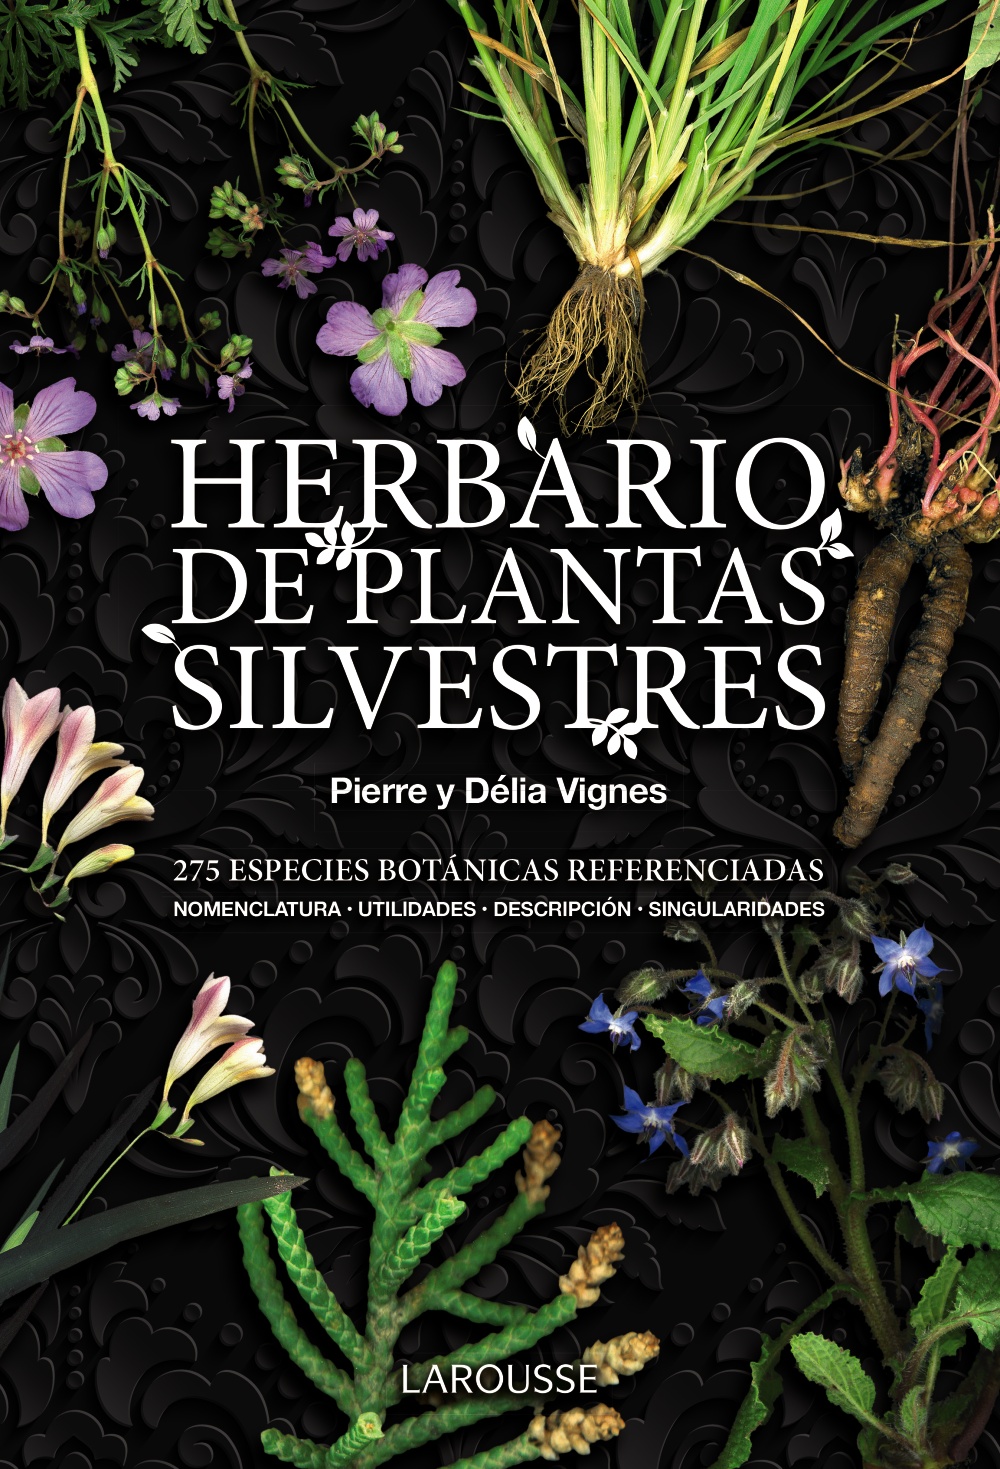 HERBARIO
DE PLANTAS
SILVESTRES
Pierre y Délia Vignes
275 ESPECIES BOTÁNICAS REFERENCIADAS
NOMENCLATURA • UTILIDADES • DESCRIPCIÓN • SINGULARIDADES
LAROUSSE